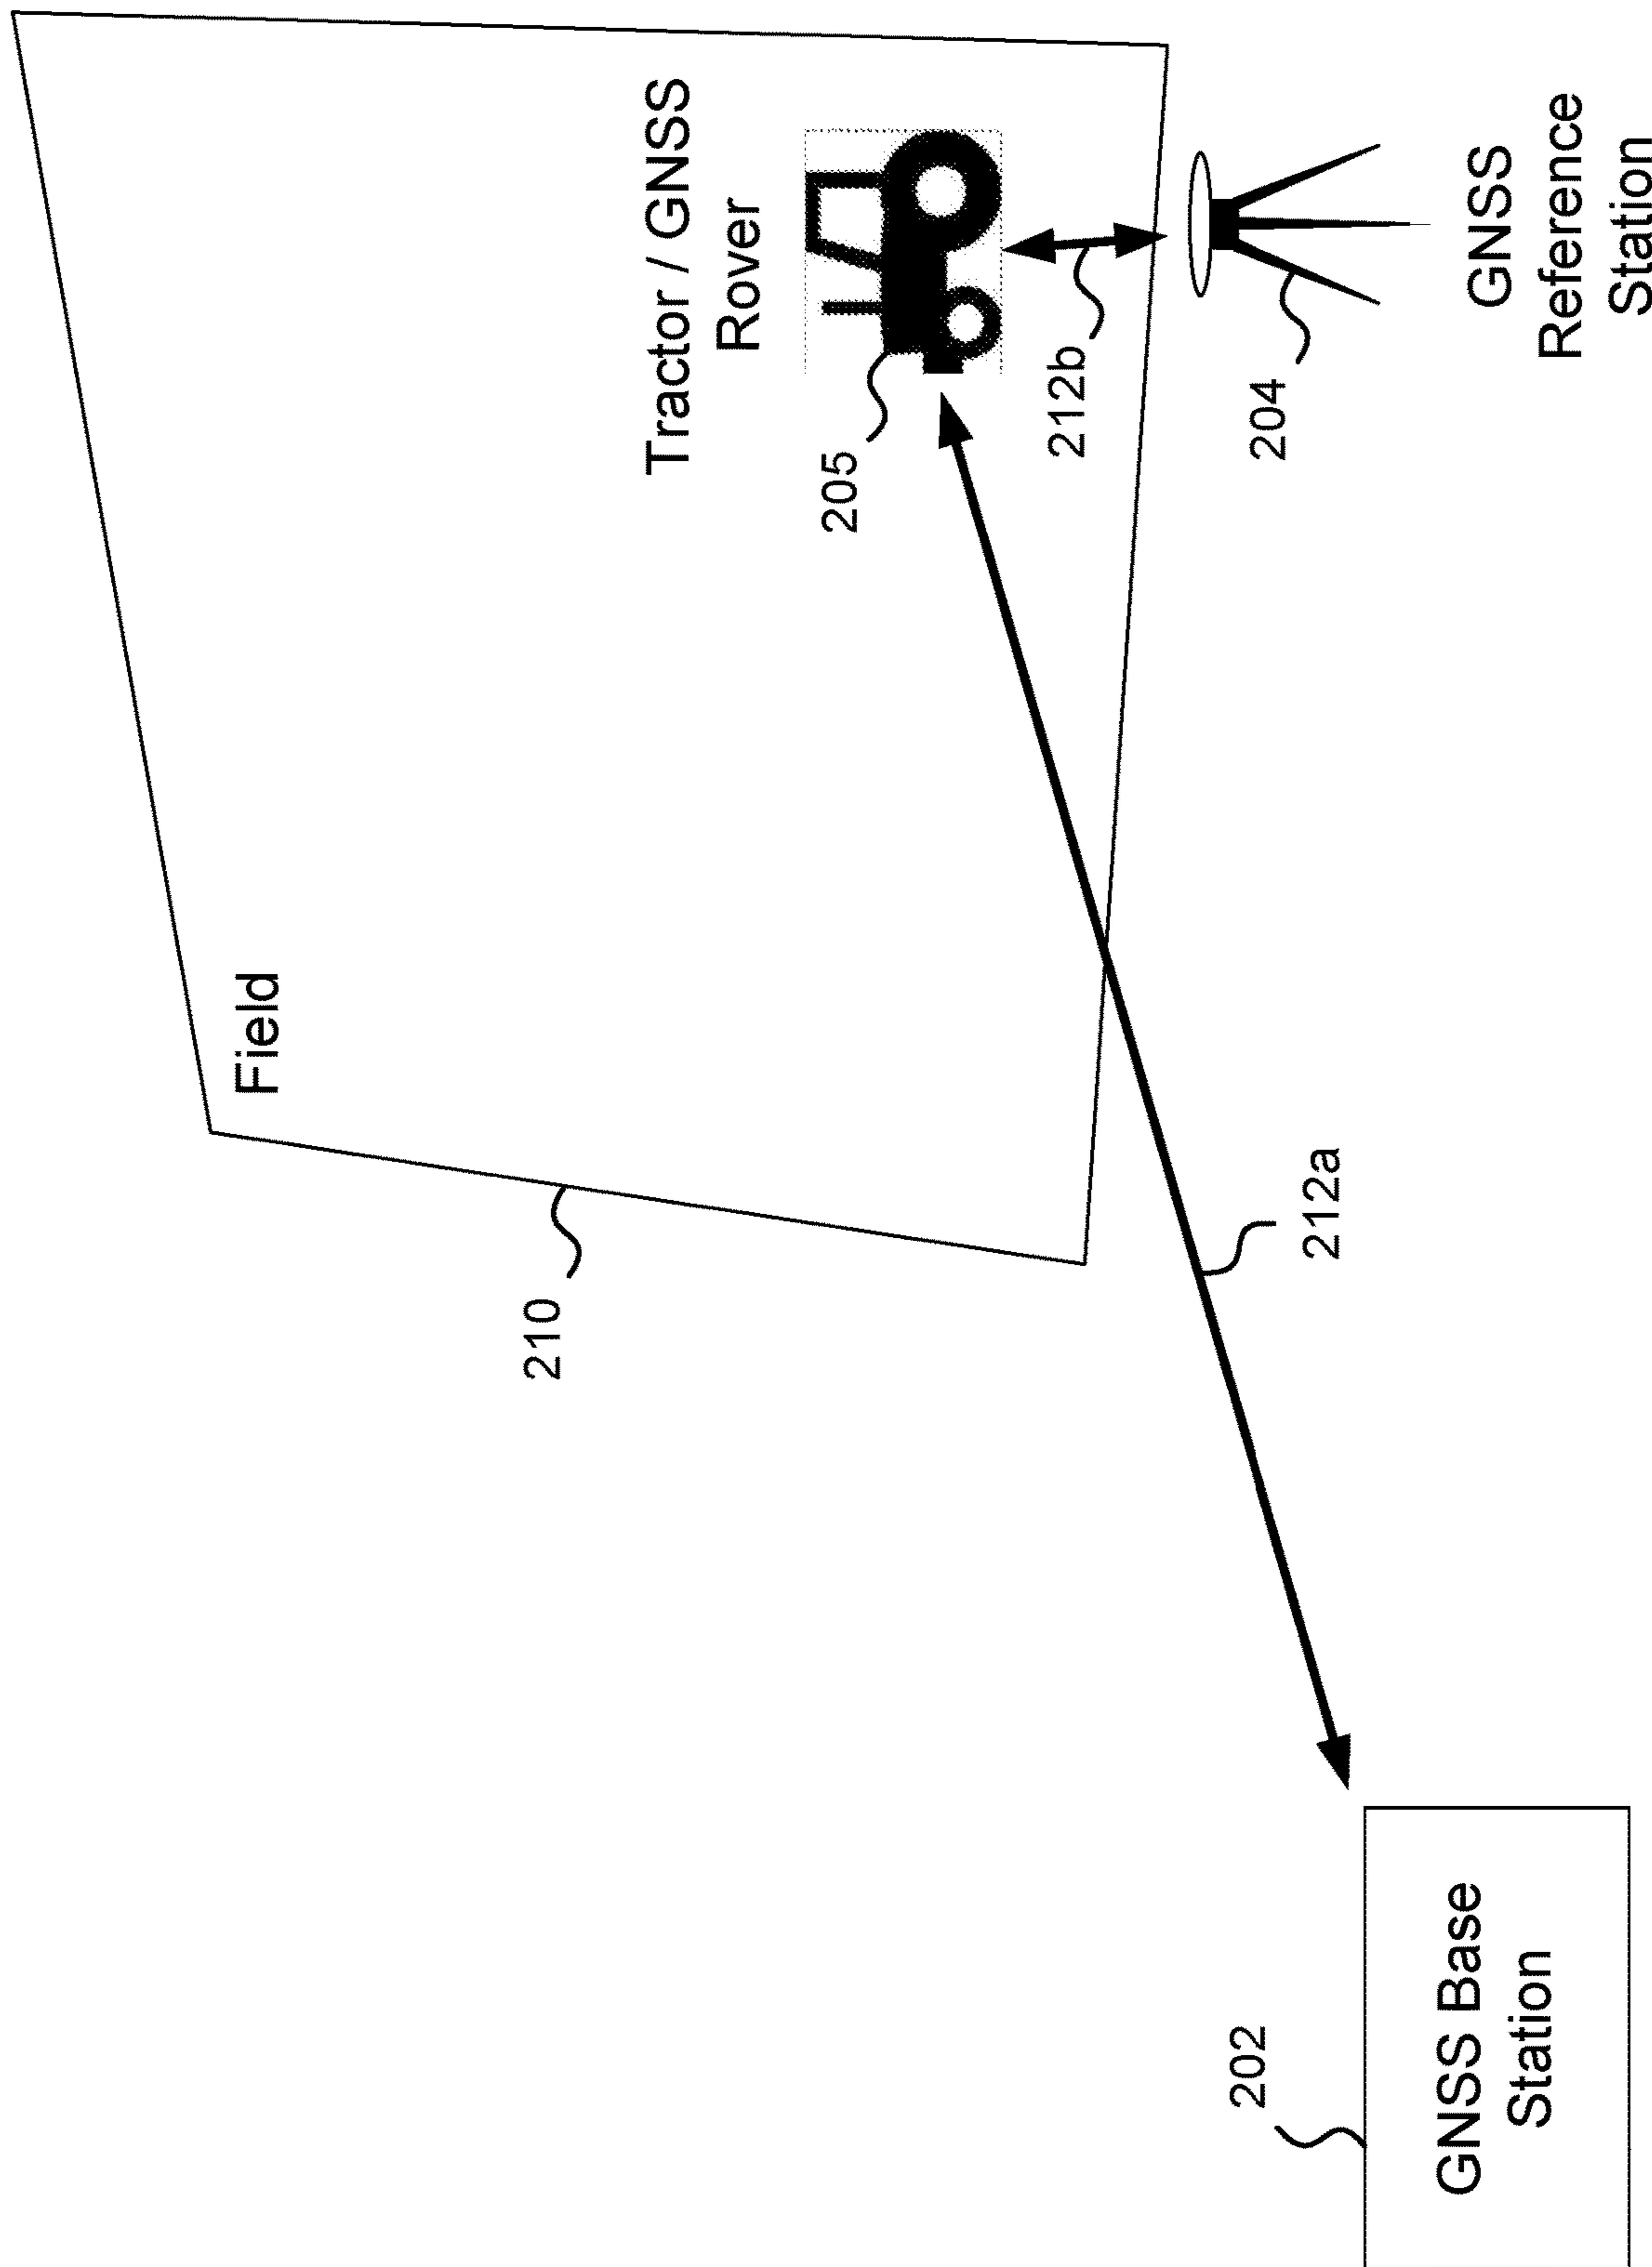 Field
210
Tractor / GNSS
Rover
205
212b
204
GNSS
Reference
Station
212a
202
GNSS Base
Station